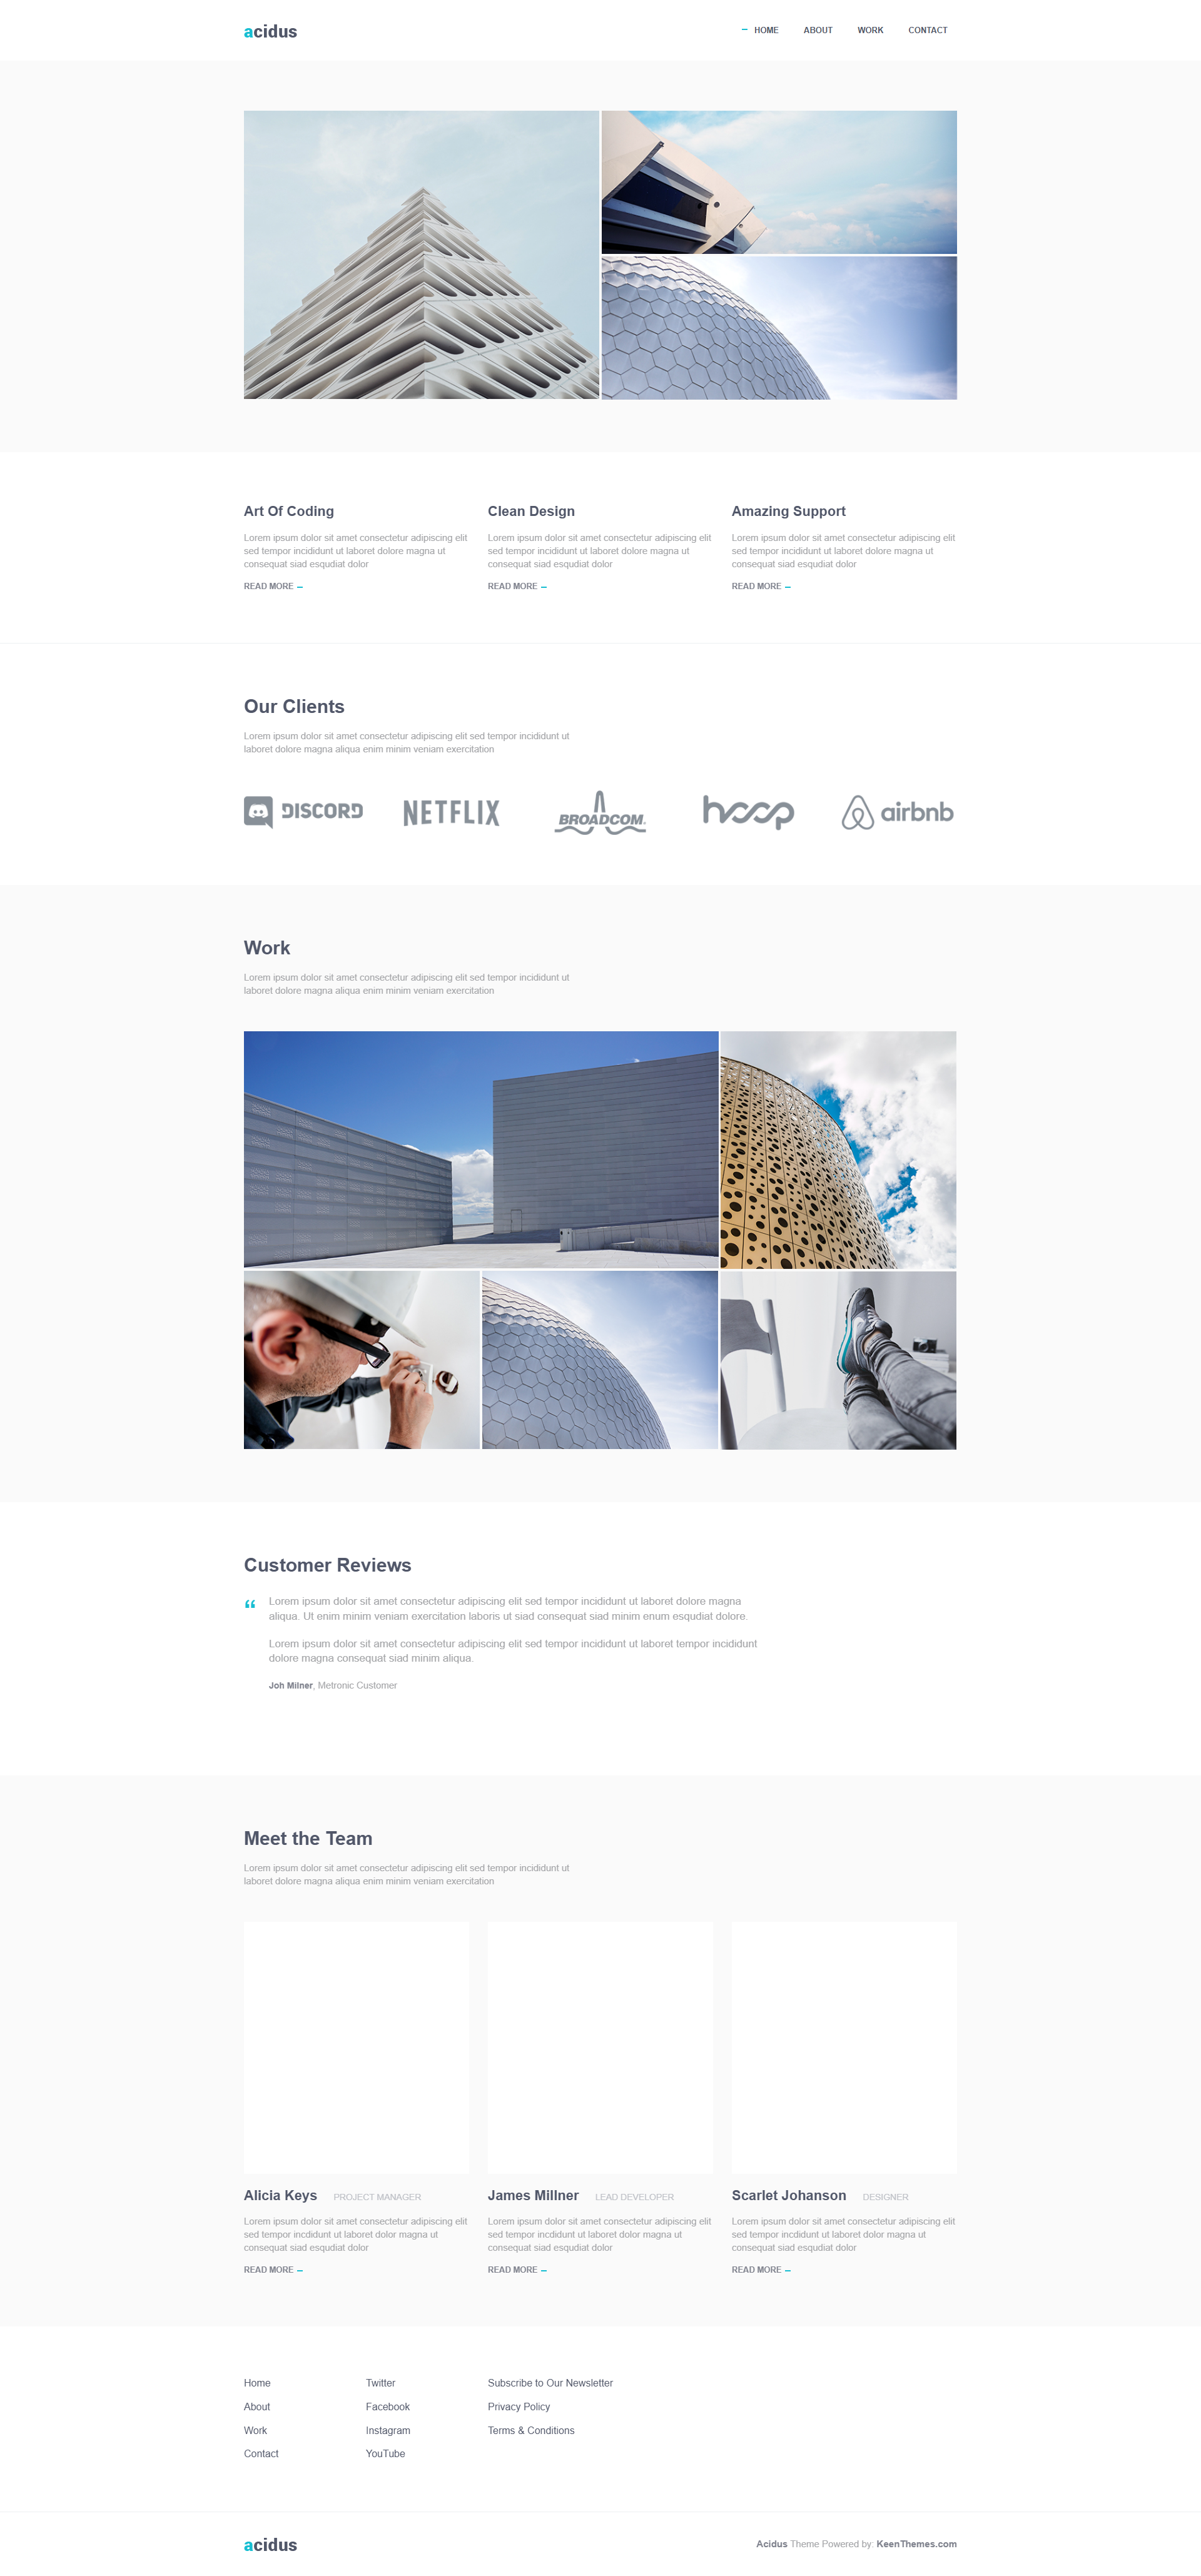 acidus
HOME ABOUT WORK CONTACT
Art Of Coding
Lorem ipsum dolor sit amet consectetur adipiscing elit
sed tempor incididunt ut laboret dolore magna ut
consequat siad esqudiat dolor
READ MORE
Clean Design
Lorem ipsum dolor sit amet consectetur adipiscing elit
sed tempor incididunt ut laboret dolore magna ut
consequat siad esqudiat dolor
READ MORE
Amazing Support
Lorem ipsum dolor sit amet consectetur adipiscing elit
sed tempor incididunt ut laboret dolore magna ut
consequat siad esqudiat dolor
READ MORE
Our Clients
Lorem ipsum dolor sit amet consectetur adipiscing elit sed tempor incididunt ut
laboret dolore magna aliqua enim minim veniam exercitation
DISCORD
NETFLIX
BROADCOM.
hoop
airbnb
Work
Lorem ipsum dolor sit amet consectetur adipiscing elit sed tempor incididunt ut
laboret dolore magna aliqua enim minim veniam exercitation
Customer Reviews
“ Lorem ipsum dolor sit amet consectetur adipiscing elit sed tempor incididunt ut laboret dolore magna
aliqua. Ut enim minim veniam exercitation laboris ut siad consequat siad minim enum esqudiat dolore.
Lorem ipsum dolor sit amet consectetur adipiscing elit sed tempor incididunt ut laboret tempor incididunt
dolore magna consequat siad minim aliqua.
Joh Milner, Metronic Customer
Meet the Team
Lorem ipsum dolor sit amet consectetur adipiscing elit sed tempor incididunt ut
laboret dolore magna aliqua enim minim veniam exercitation
Alicia Keys PROJECT MANAGER
Lorem ipsum dolor sit amet consectetur adipiscing elit
sed tempor incdidunt ut laboret dolor magna ut
consequat siad esqudiat dolor
READ MORE
James Millner LEAD DEVELOPER
Lorem ipsum dolor sit amet consectetur adipiscing elit
sed tempor incdidunt ut laboret dolor magna ut
consequat siad esqudiat dolor
READ MORE
Scarlet Johanson DESIGNER
Lorem ipsum dolor sit amet consectetur adipiscing elit
sed tempor incdidunt ut laboret dolor magna ut
consequat siad esqudiat dolor
READ MORE
Home
About
Work
Contact
Twitter
Facebook
Instagram
YouTube
Subscribe to Our Newsletter
Privacy Policy
Terms & Conditions
acidus
Acidus Theme Powered by: KeenThemes.com